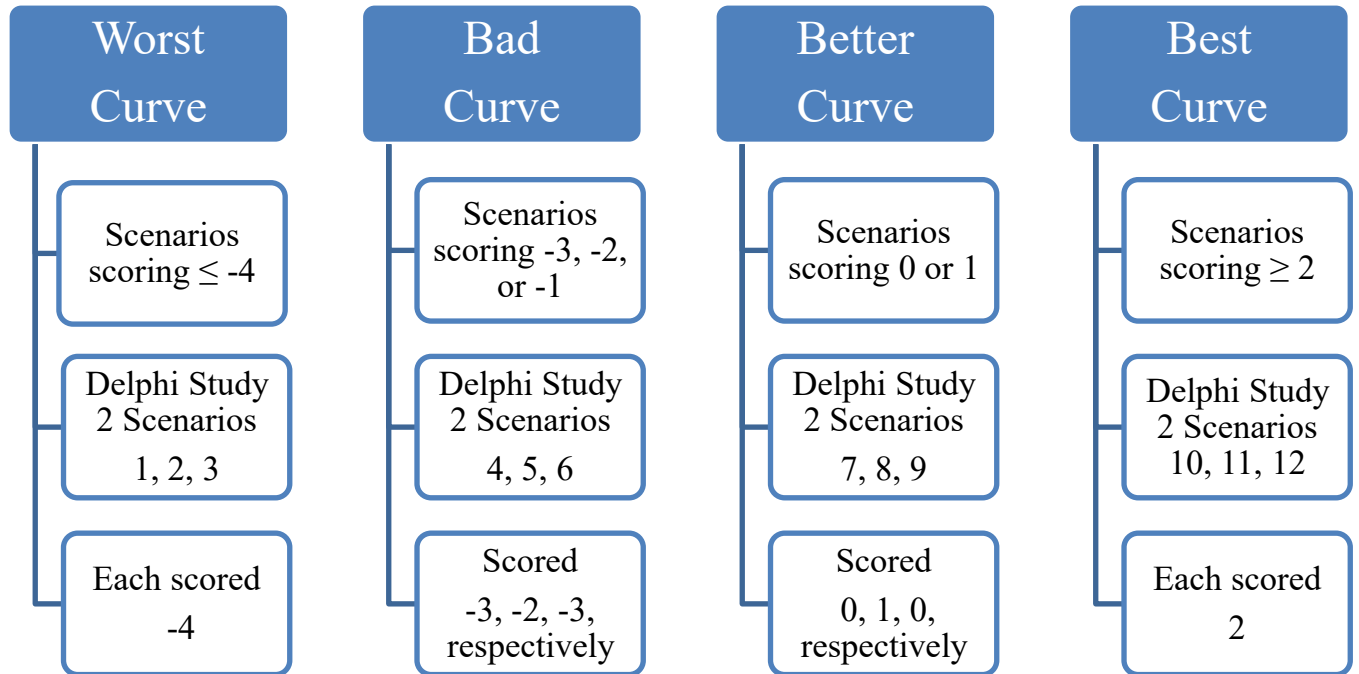 Worst
Curve
Scenarios
scoring ≤ -4
Delphi Study
2 Scenarios
1, 2, 3
Each scored
-4
Bad
Curve
Scenarios
scoring -3, -2,
or -1
Delphi Study
2 Scenarios
4, 5, 6
Scored
-3, -2, -3,
respectively
Better
Curve
Scenarios
scoring 0 or 1
Delphi Study
2 Scenarios
7, 8, 9
Scored
0, 1, 0,
respectively
Best
Curve
Scenarios
scoring ≥ 2
Delphi Study
2 Scenarios
10, 11, 12
Each scored
2